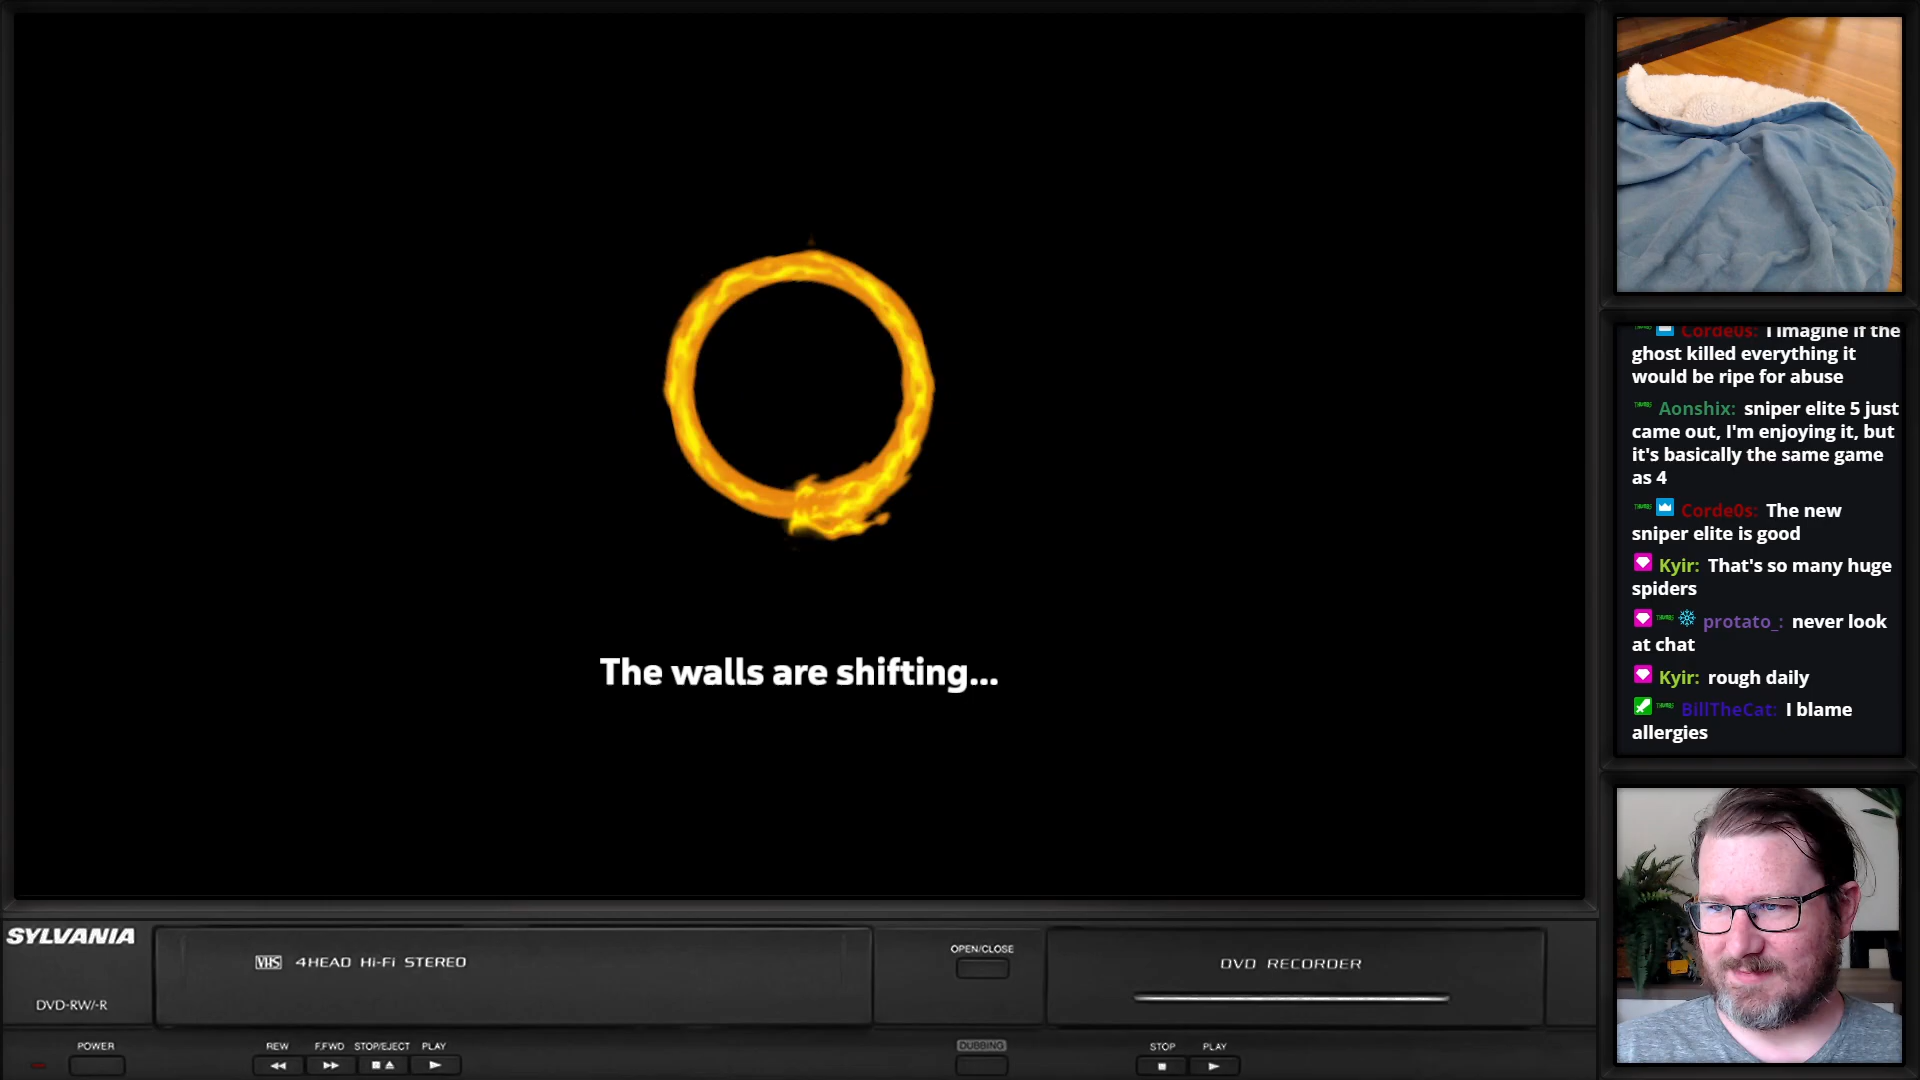 The walls are shifting...
Corde0s: I imagine if the
ghost killed everything it
would be ripe for abuse
Aonshix: sniper elite 5 just
came out, I'm enjoying it, but
it's basically the same game
as 4
Corde0s: The new
sniper elite is good
Kyir: That's so many huge
spiders
protato_: never look
at chat
Kyir: rough daily
BillTheCat: I blame
allergies
SYLVANIA
DVD-RW/-R
POWER
VHS 4HEAD Hi-Fi STEREO
REW F.FWD STOP/EJECT PLAY
OPEN/CLOSE
DUBBING
DVD RECORDER
STOP PLAY